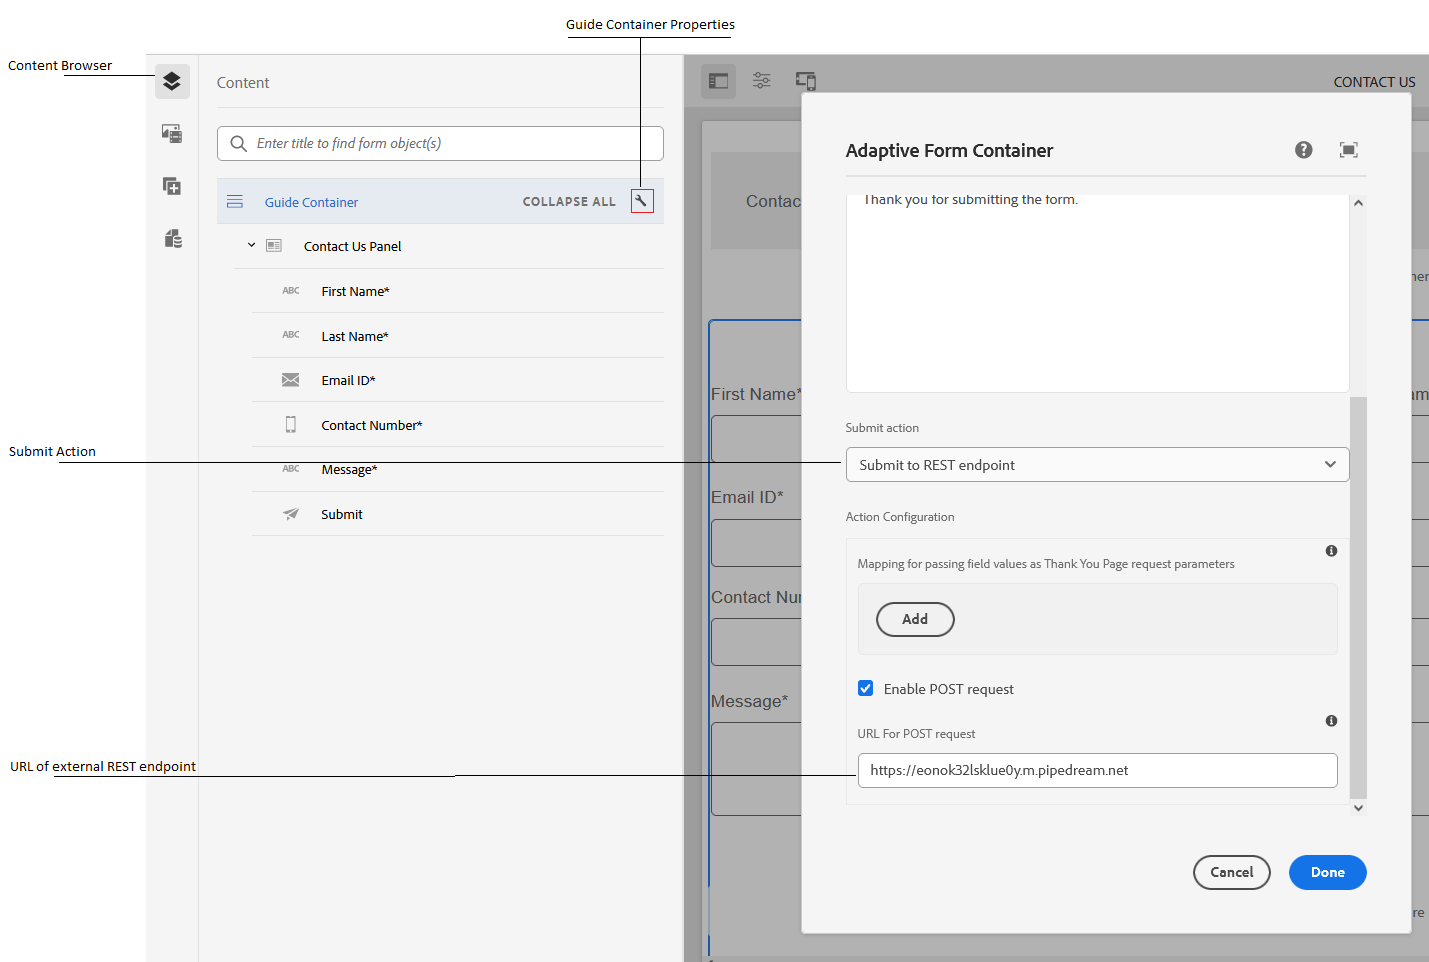 Guide Container Properties
Content Browser
Content
CONTACT US
Enter title to find form object(s)
Adaptive Form Container
Guide Container
COLLAPSE ALL
Contac
Thank you for submitting the form.
Contact Us Panel
ner
ABC
First Name*
ABC
Last Name*
Email ID*
First Name*
am
Contact Number*
Submit action
Submit Action
ABC
Message*
Submit to REST endpoint
Email ID*
Submit
Action Configuration
Mapping for passing field values as Thank You Page request parameters
Contact Nur
Add
Enable POST request
Message*
URL For POST request
URL of external REST endpoint
https://eonok32lsklue0y.m.pipedream.net
Cancel
Done
re